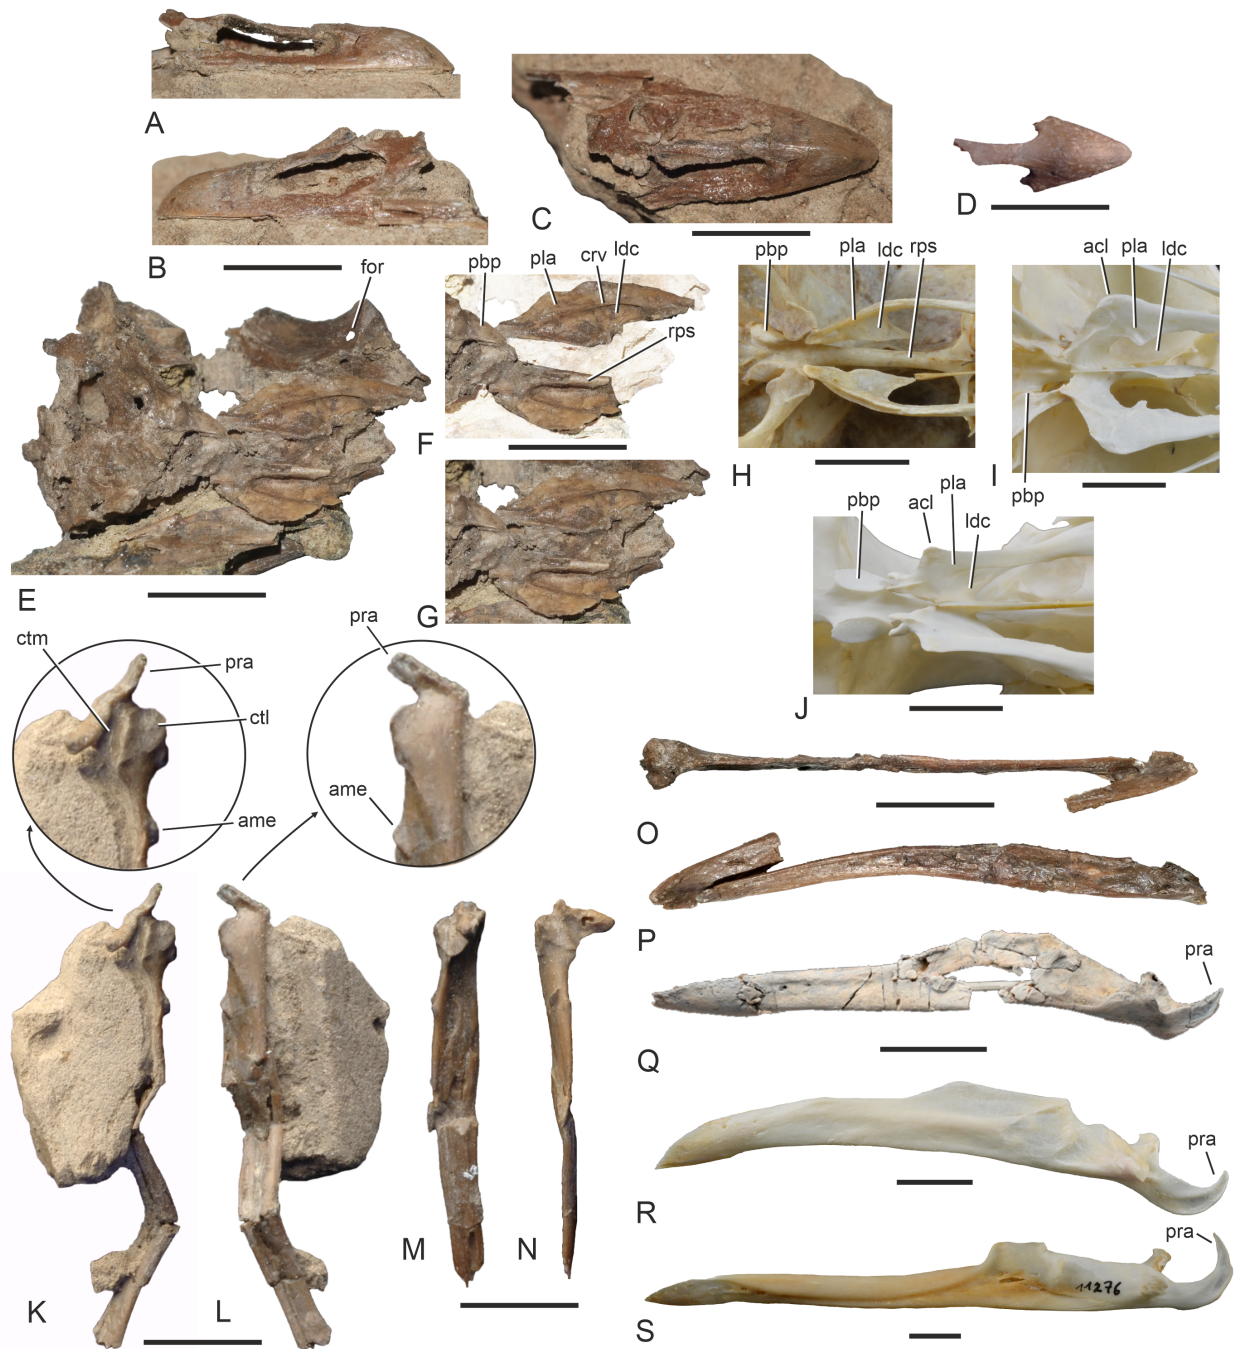 A
B
C
D
for
E
pbp
pla
crv
ldc
rps
F
G
pbp
pla
ldc
rps
H
acl
pla
ldc
pbp
I
pbp
acl
pla
ldc
J
ctm
pra
ctl
ame
pra
ame
K
L
M
N
O
P
pra
Q
pra
R
pra
11276
S